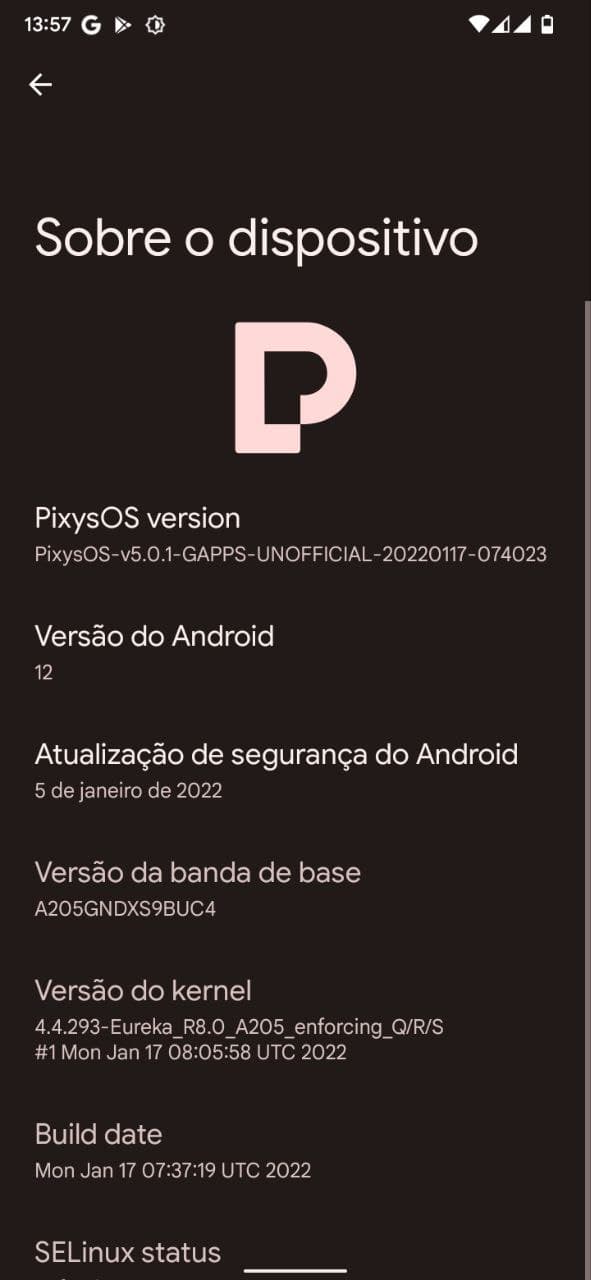 13:57
Sobre o dispositivo
PixysOS version
PixysOS-v5.0.1-GAPPS-UNOFFICIAL-20220117-074023
Versão do Android
12
Atualização de segurança do Android
5 de janeiro de 2022
Versão da banda de base
A205GNDXS9BUC4
Versão do kernel
4.4.293-Eureka_R8.0_A205_enforcing_Q/R/S
#1 Mon Jan 17 08:05:58 UTC 2022
Build date
Mon Jan 17 07:37:19 UTC 2022
SELinux status